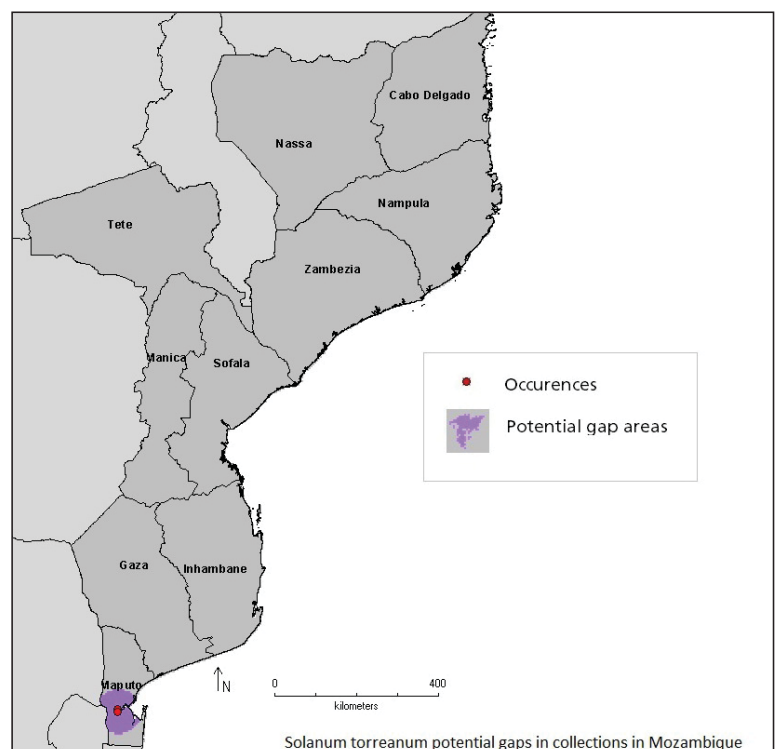 Cabo Delgado
Nassa
Nampula
Tete
Zambezia
Manica
Sofala
Occurences
Potential gap areas
Gaza
Inhambane
Maputo
N
0 400
kilometers
Solanum torreanum potential gaps in collections in Mozambique